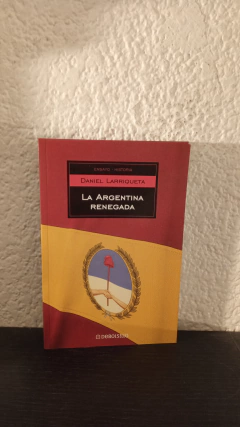 ENSAYO - HISTORIA
DANIEL LARRIQUETA
LA ARGENTINA
RENEGADA
DEBOLS!LLO